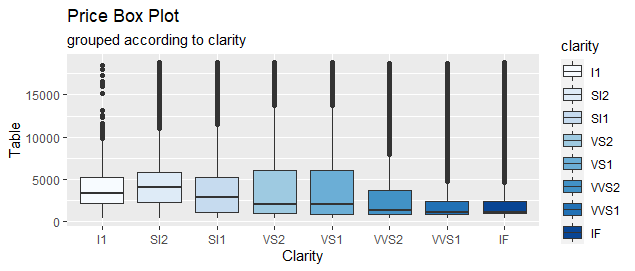 Price Box Plot
grouped according to clarity
Table
15000
10000
5000
0
I1
SI2
SI1
VS2
VS1
VVS2
VVS1
IF
Clarity
clarity
I1
SI2
SI1
VS2
VS1
VVS2
VVS1
IF